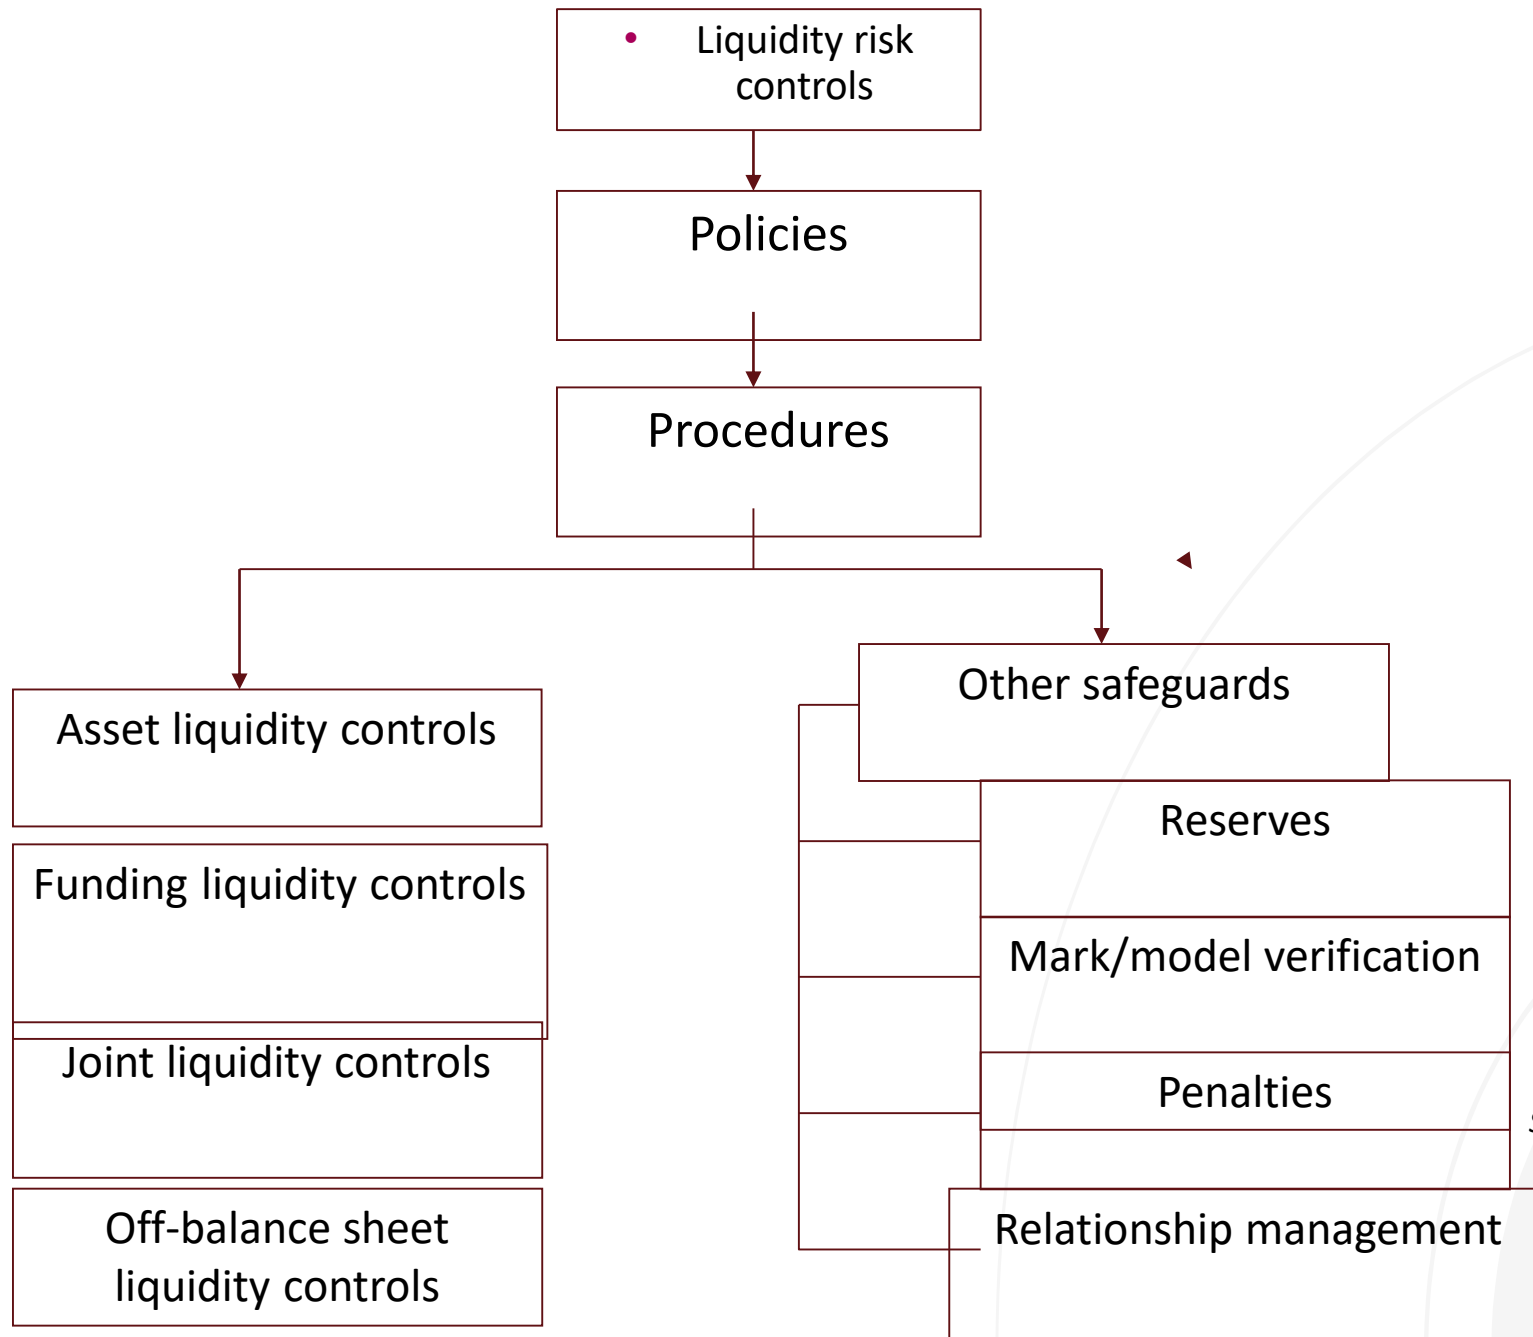 • Liquidity risk
controls
Policies
Procedures
Asset liquidity controls
Funding liquidity controls
Joint liquidity controls
Off-balance sheet
liquidity controls
Other safeguards
Reserves
Mark/model verification
Penalties
Relationship management